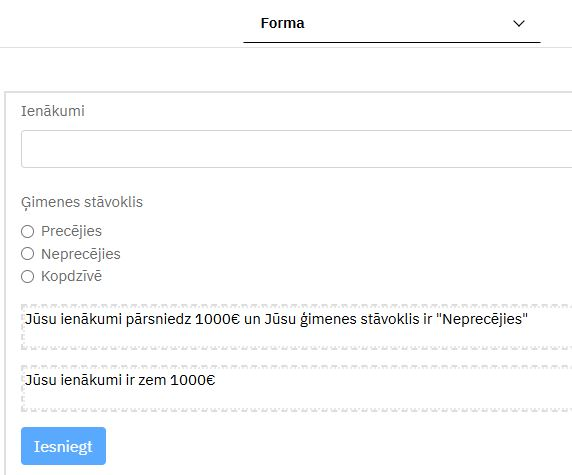 Forma
Ienākumi
Ģimenes stāvoklis
Precējies
Neprecējies
Kopdzīvē
Jūsu ienākumi pārsniedz 1000€ un Jūsu ģimenes stāvoklis ir "Neprecējies"
Jūsu ienākumi ir zem 1000€
Iesniegt